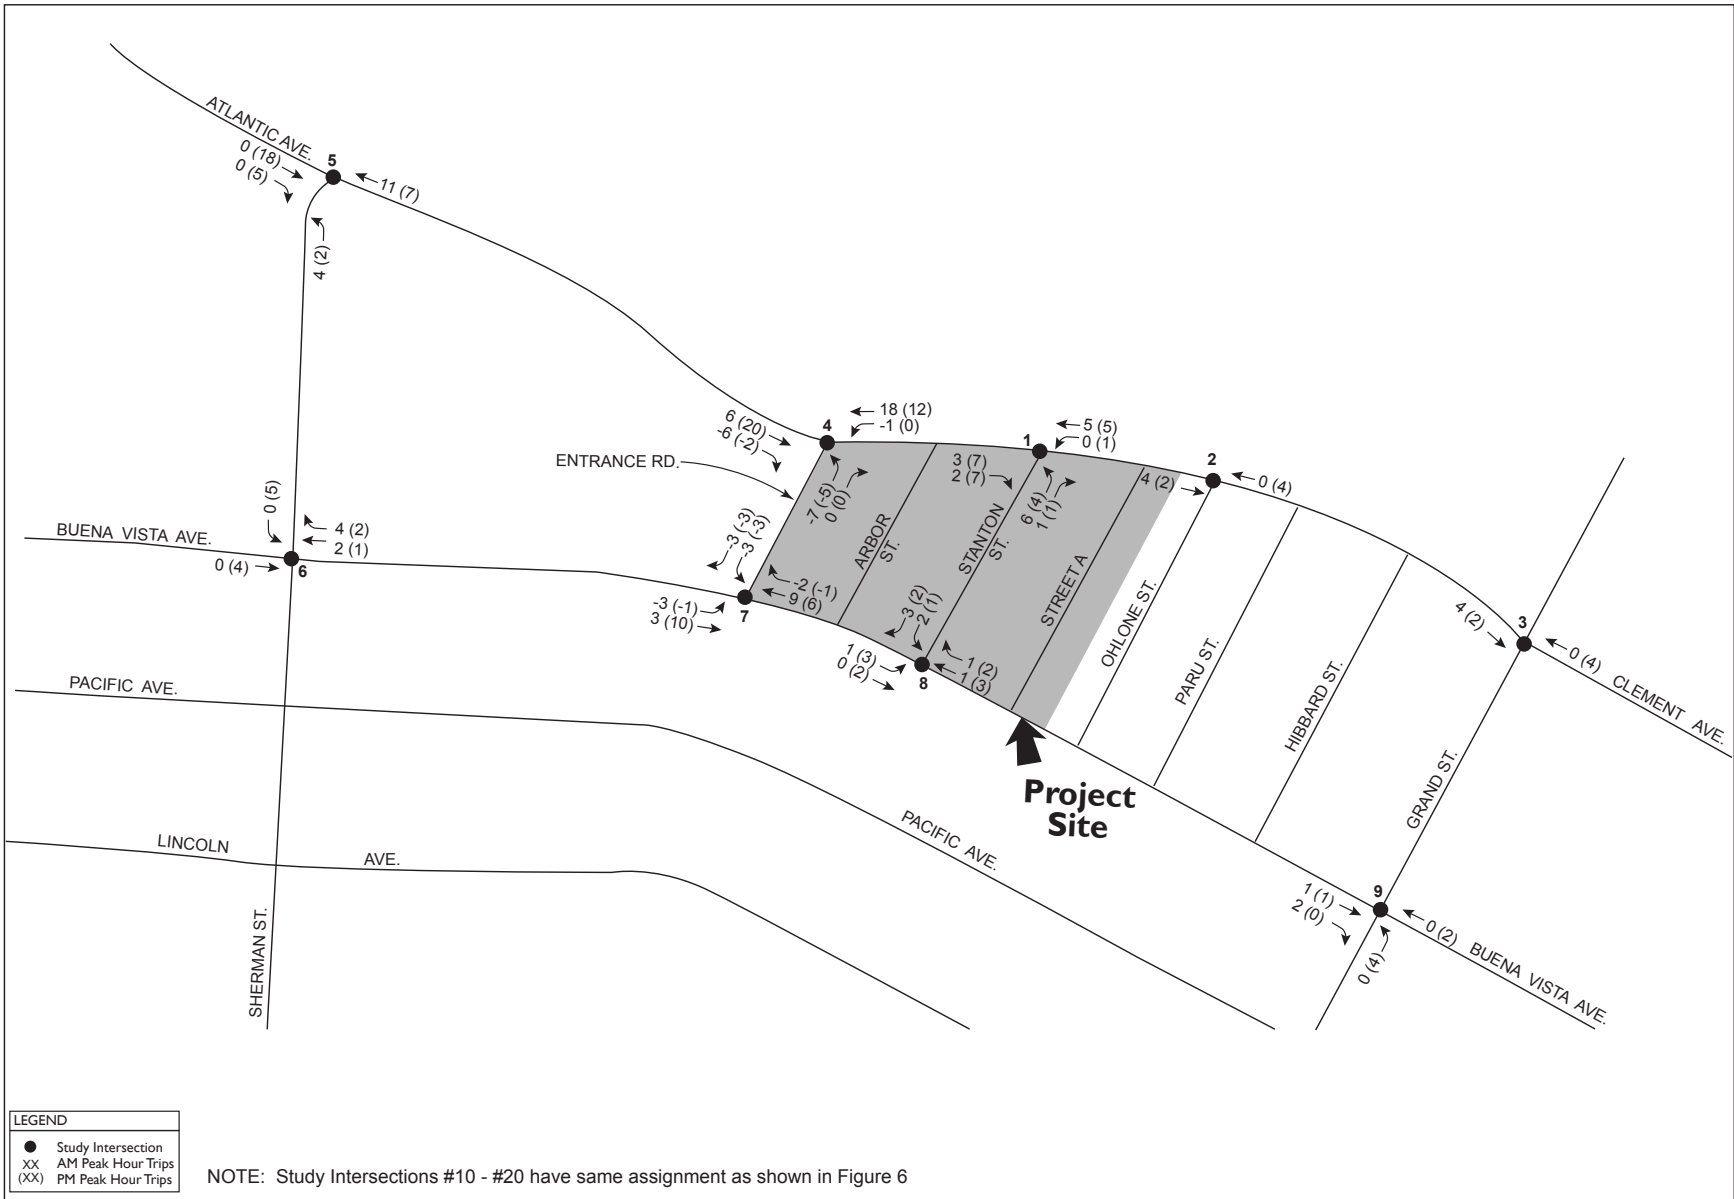 ATLANTIC AVE.
0 (18)
0 (5)
5
11 (7)
4 (2)
6 (20)
-6 (-2)
4
18 (12)
-1 (0)
ENTRANCE RD.
-7 (-5)
0 (0)
3 (7)
2 (7)
1
5 (5)
0 (1)
6 (4)
1 (1)
4 (2)
2
0 (4)
ARBOR
ST.
STANTON
ST.
STREET A
OHLONE ST.
PARU ST.
HIBBARD ST.
GRAND ST.
4 (2)
3
0 (4)
CLEMENT AVE.
0 (5)
BUENA VISTA AVE.
0 (4)
6
4 (2)
2 (1)
-3 (-3)
-3 (-3)
-3 (-1)
3 (10)
7
-2 (-1)
9 (6)
3 (2)
2 (1)
1 (3)
0 (2)
8
1 (2)
1 (3)
PACIFIC AVE.
Project
Site
PACIFIC AVE.
LINCOLN
AVE.
SHERMAN ST.
1 (1)
2 (0)
9
0 (2)
0 (4)
BUENA VISTA AVE.
LEGEND
Study Intersection
XX AM Peak Hour Trips
(XX) PM Peak Hour Trips
NOTE: Study Intersections #10 - #20 have same assignment as shown in Figure 6